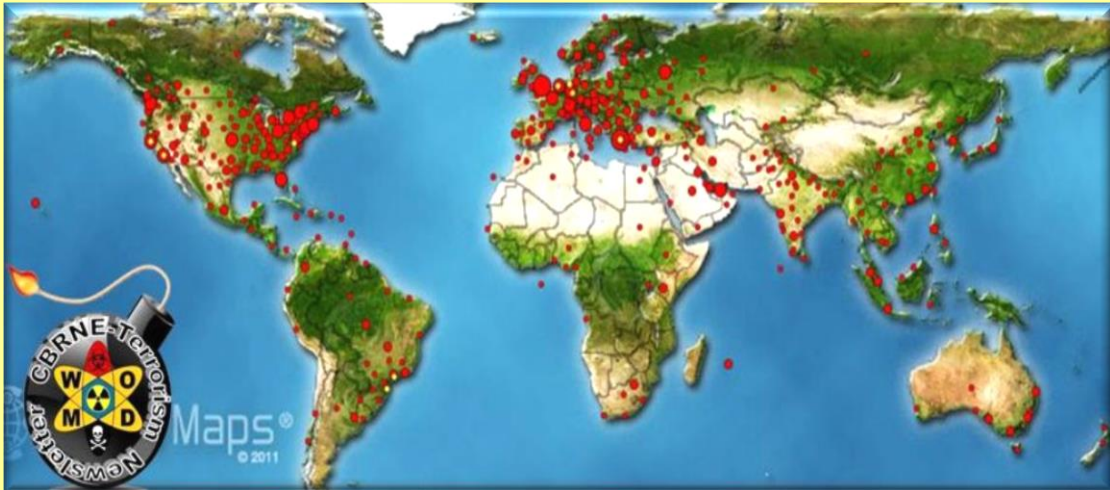 CBRNE-Terrorism
Newsletter
W O
M D
Maps®
© 2011